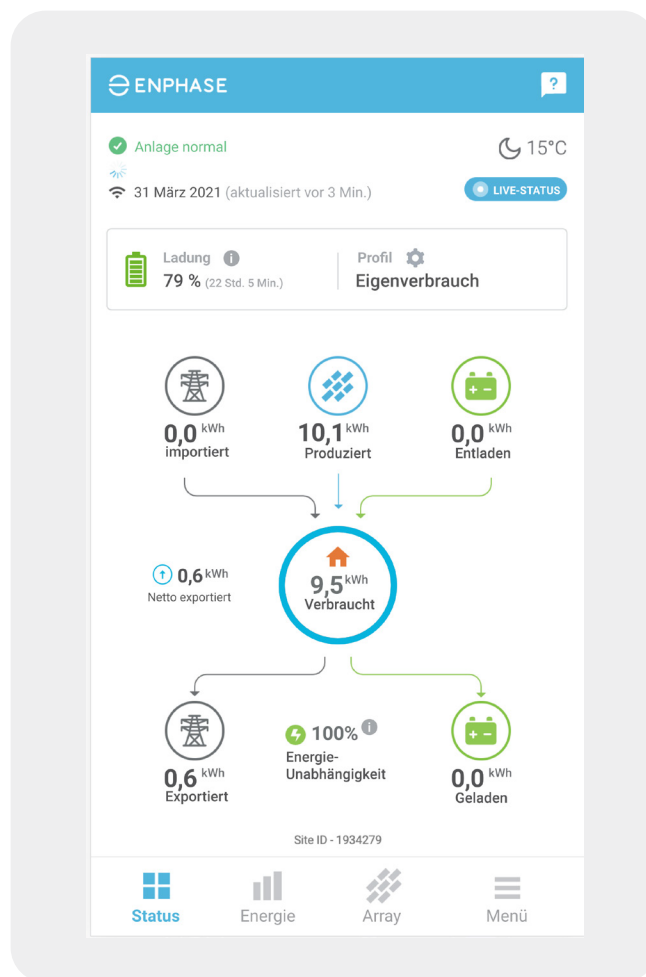 ENPHASE
?
Anlage normal
15°C
31 März 2021 (aktualisiert vor 3 Min.)
LIVE-STATUS
Ladung i
79 % (22 Std. 5 Min.)
Profil
Eigenverbrauch
0,0 kWh
importiert
10,1 kWh
Produziert
0,0 kWh
Entladen
0,6 kWh
Netto exportiert
9,5 kWh
Verbraucht
0,6 kWh
Exportiert
100% i
Energie-
Unabhängigkeit
0,0 kWh
Geladen
Site ID - 1934279
Status
Energie
Array
Menü